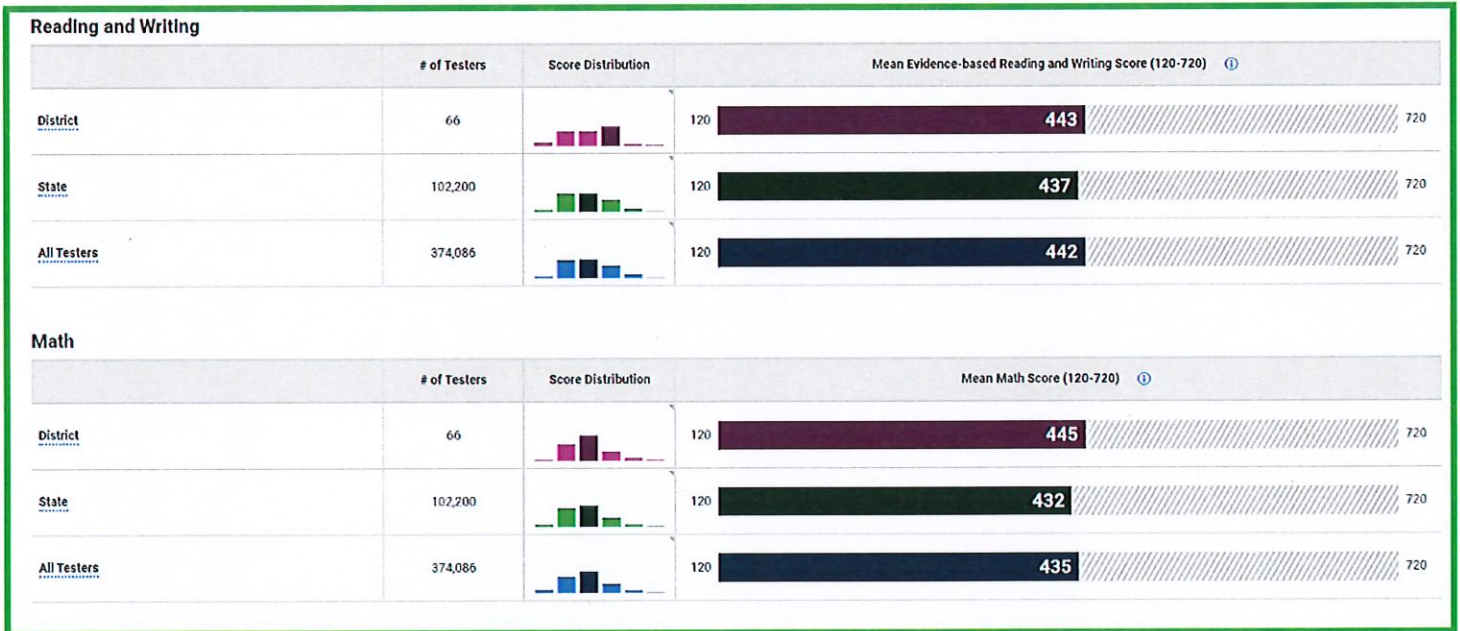 Reading and Writing
# of Testers Score Distribution Mean Evidence-based Reading and Writing Score (120-720)
District 66 120 443 720
State 102,200 120 437 720
All Testers 374,086 120 442 720
Math
# of Testers Score Distribution Mean Math Score (120-720)
District 66 120 445 720
State 102,200 120 432 720
All Testers 374,086 120 435 720